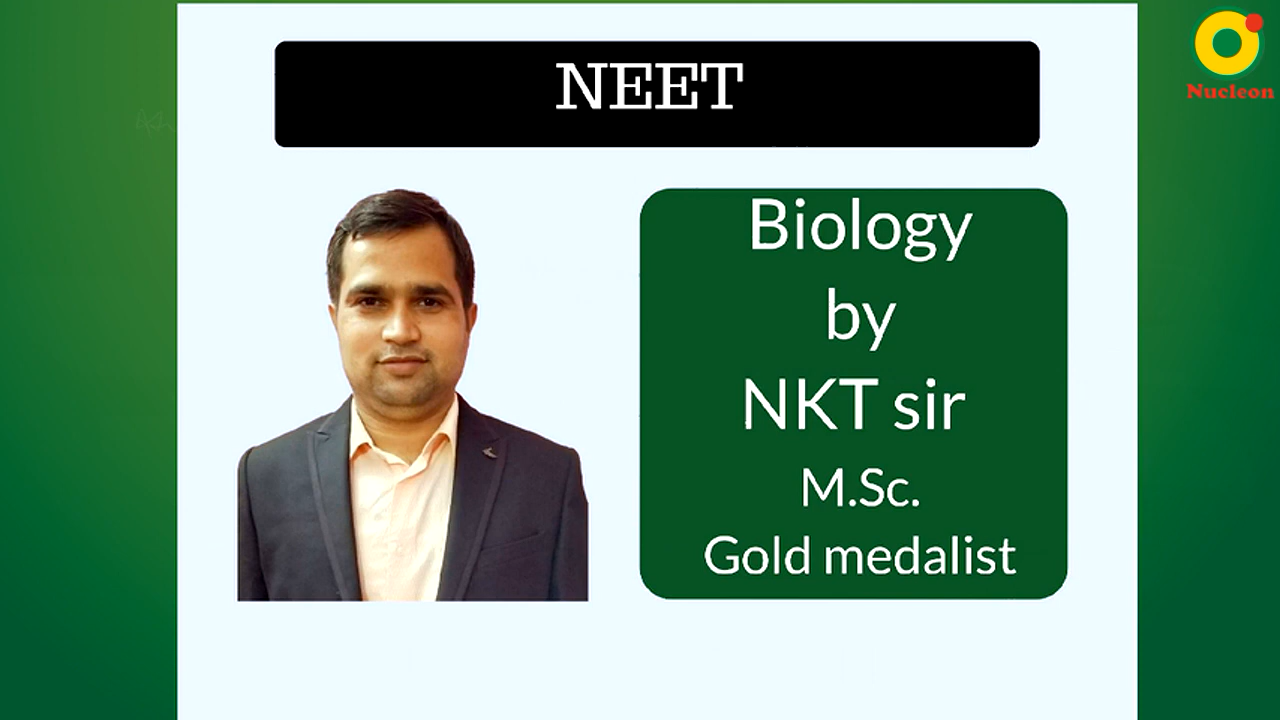 NEET
Nucleon
Biology
by
NKT sir
M.Sc.
Gold medalist